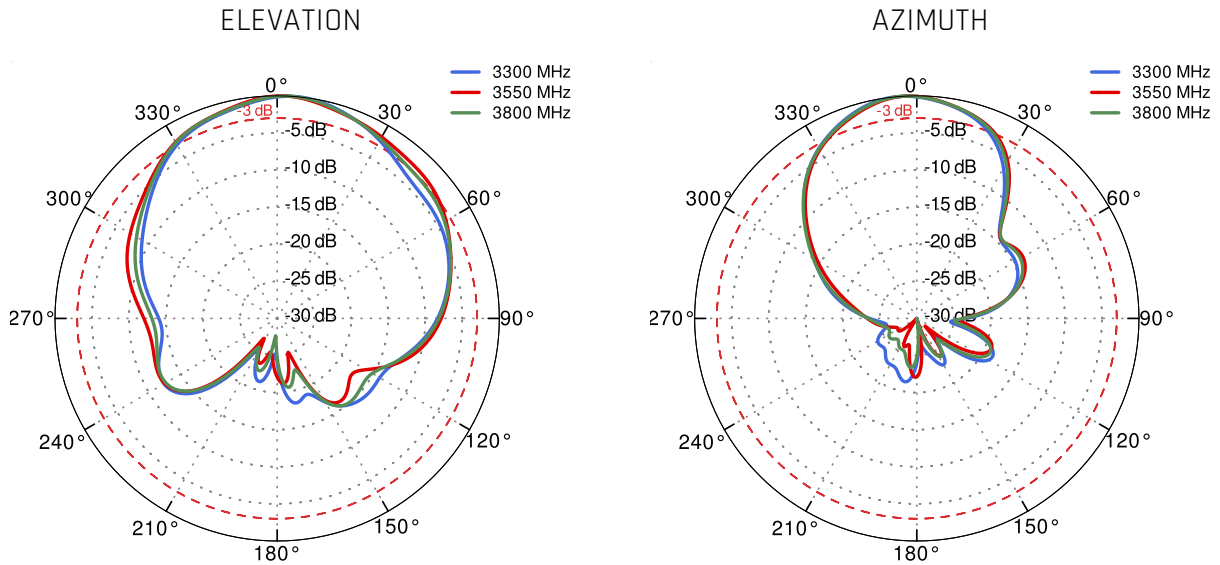 ELEVATION
3300 MHz
3550 MHz
3800 MHz
0°
30°
60°
90°
120°
150°
180°
210°
240°
270°
300°
330°
-3 dB
-5 dB
-10 dB
-15 dB
-20 dB
-25 dB
-30 dB
AZIMUTH
3300 MHz
3550 MHz
3800 MHz
0°
30°
60°
90°
120°
150°
180°
210°
240°
270°
300°
330°
-3 dB
-5dB
-10 dB
-15 dB
-20 dB
-25 dB
-30 dB